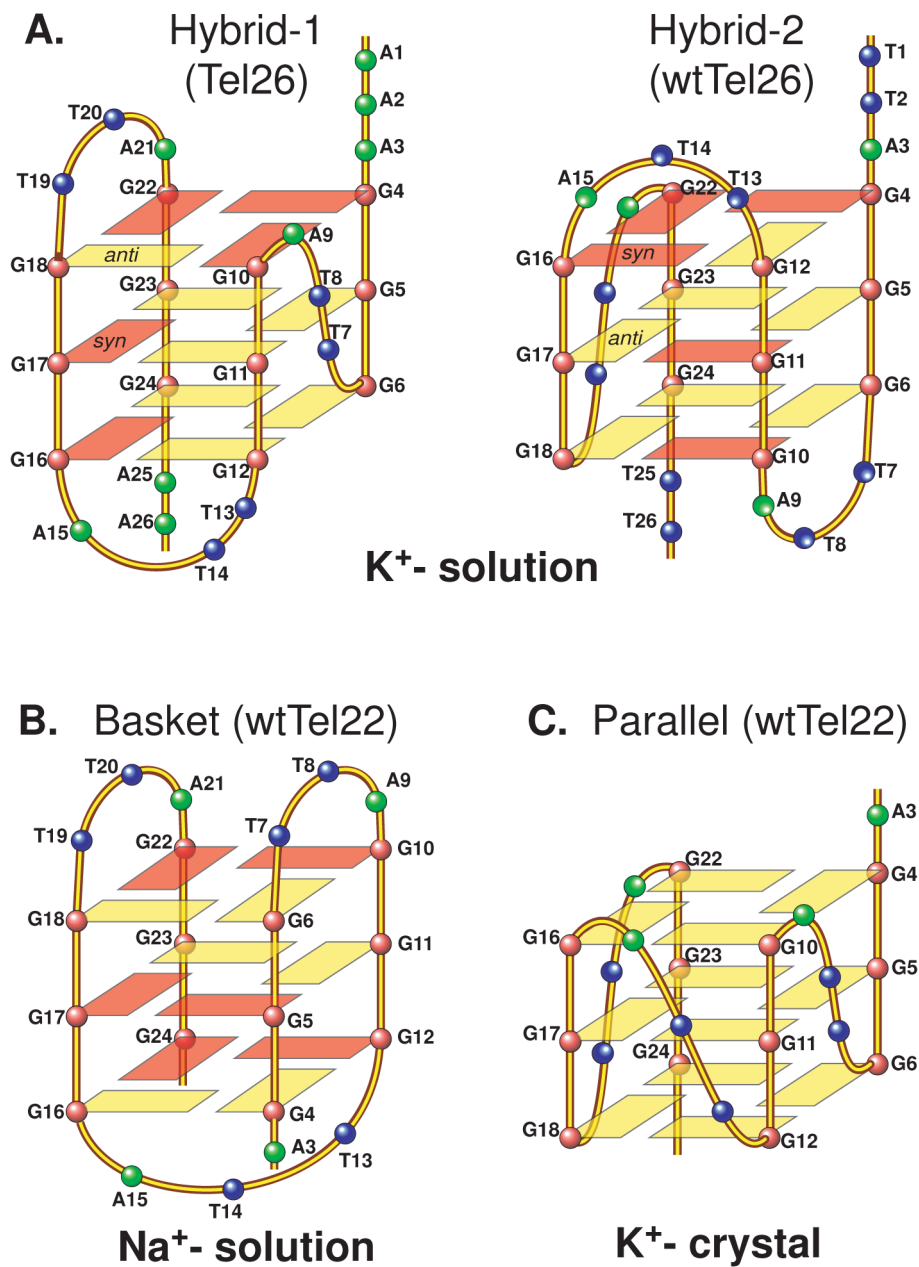 A.
Hybrid-1
(Tel26)
A1
A2
A3
T20
A21
T19
G22
G4
G18
anti
G10
A9
G23
T8
G5
T7
G17
syn
G11
G24
G6
G16
G12
A25
T13
A15
A26
T14
Hybrid-2
(wtTel26)
T1
T2
A3
T14
A15
G22
T13
G4
G16
syn
G12
G23
G5
G17
anti
G11
G24
G6
G18
G10
T25
T7
A9
T26
T8
K+- solution
B. Basket (wtTel22)
T20
A21
T8
A9
T19
T7
G22
G10
G18
G6
G23
G11
G17
G5
G24
G12
G16
G4
A3
T13
A15
T14
Na+- solution
C. Parallel (wtTel22)
A3
G22
G4
G16
G10
G23
G5
G17
G11
G24
G6
G18
G12
K+- crystal